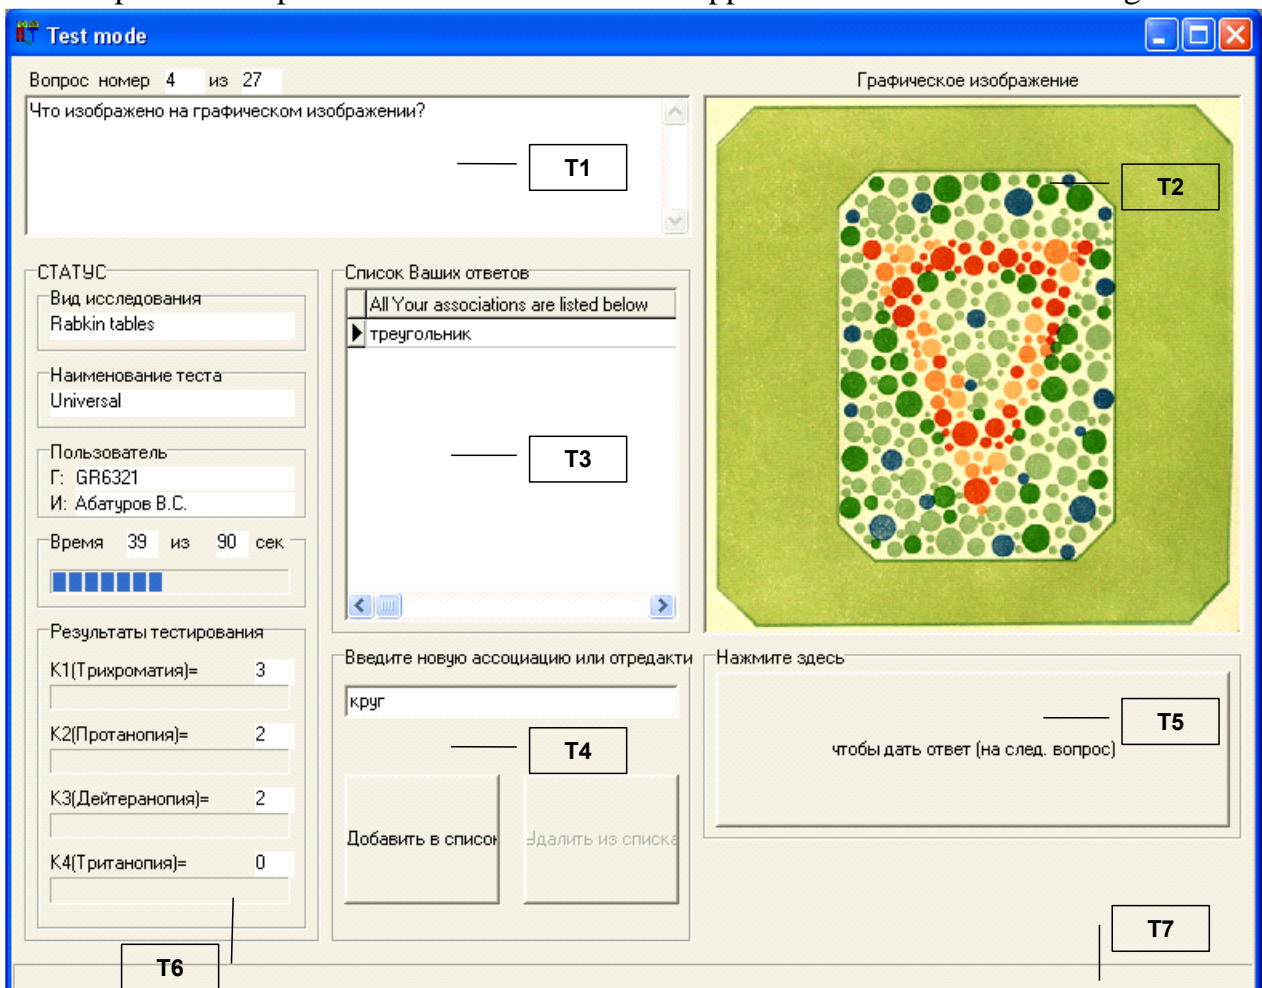 Test mode
Вопрос номер 4 из 27
Графическое изображение
Что изображено на графическом изображении?
T1
T2
СТАТУС
Вид исследования
Rabkin tables
Наименование теста
Universal
Пользователь
Г: GR6321
И: Абатуров В.С.
Время 39 из 90 сек
Результаты тестирования
K1(Трихроматия)= 3
K2(Протанопия)= 2
K3(Дейтеранопия)= 2
K4(Тританопия)= 0
T6
Список Ваших ответов
All Your associations are listed below
треугольник
T3
Введите новую ассоциацию или отредакти
круг
T4
Добавить в список
Удалить из списка
Нажмите здесь
чтобы дать ответ (на след. вопрос)
T5
T7